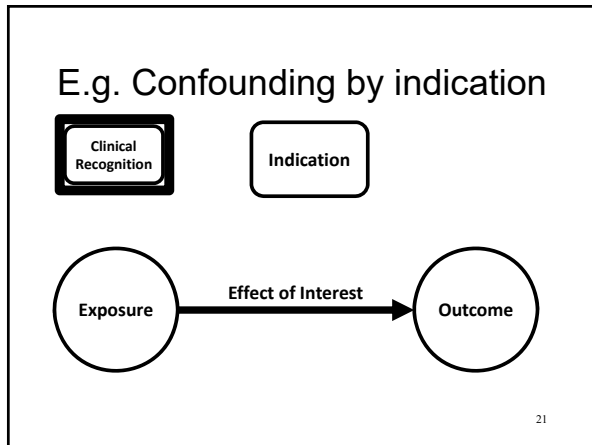 E.g. Confounding by indication
Clinical
Recognition
Indication
Exposure
Effect of Interest
Outcome
21